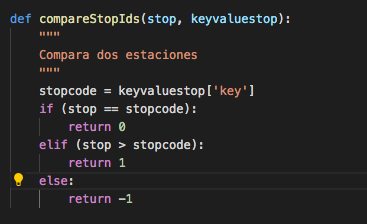 def compareStopIds(stop, keyvaluestop):
    """
    Compara dos estaciones
    """
    stopcode = keyvaluestop['key']
    if (stop == stopcode):
        return 0
    elif (stop > stopcode):
        return 1
    else:
        return -1